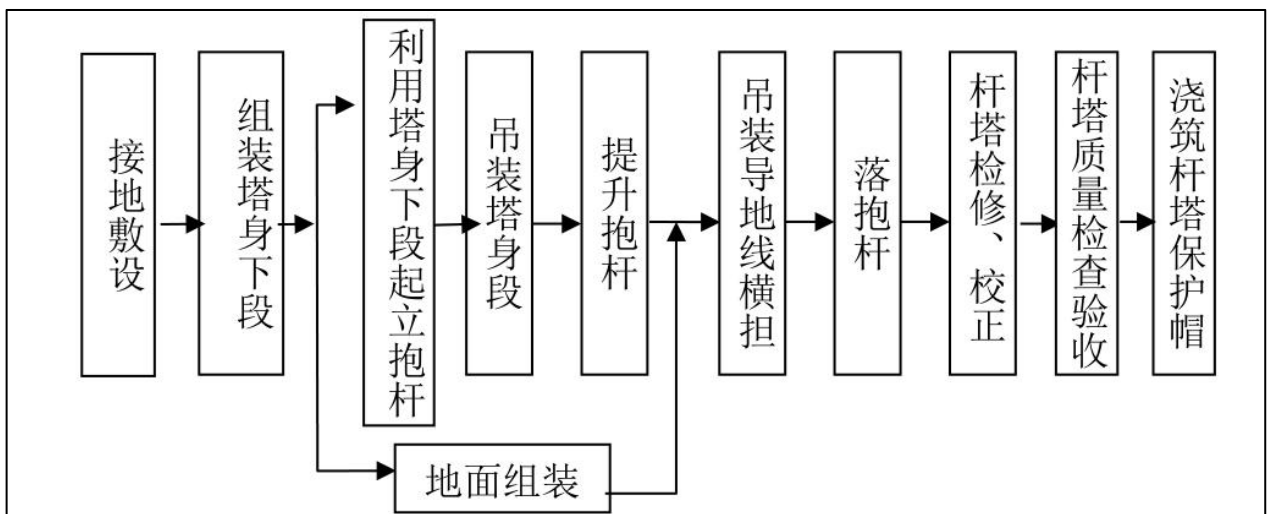 接地敷设
组装塔身下段
利用塔身下段起立抱杆
吊装塔身段
提升抱杆
地面组装
吊装导地线横担
落抱杆
杆塔检修、校正
杆塔质量检查验收
浇筑杆塔保护帽